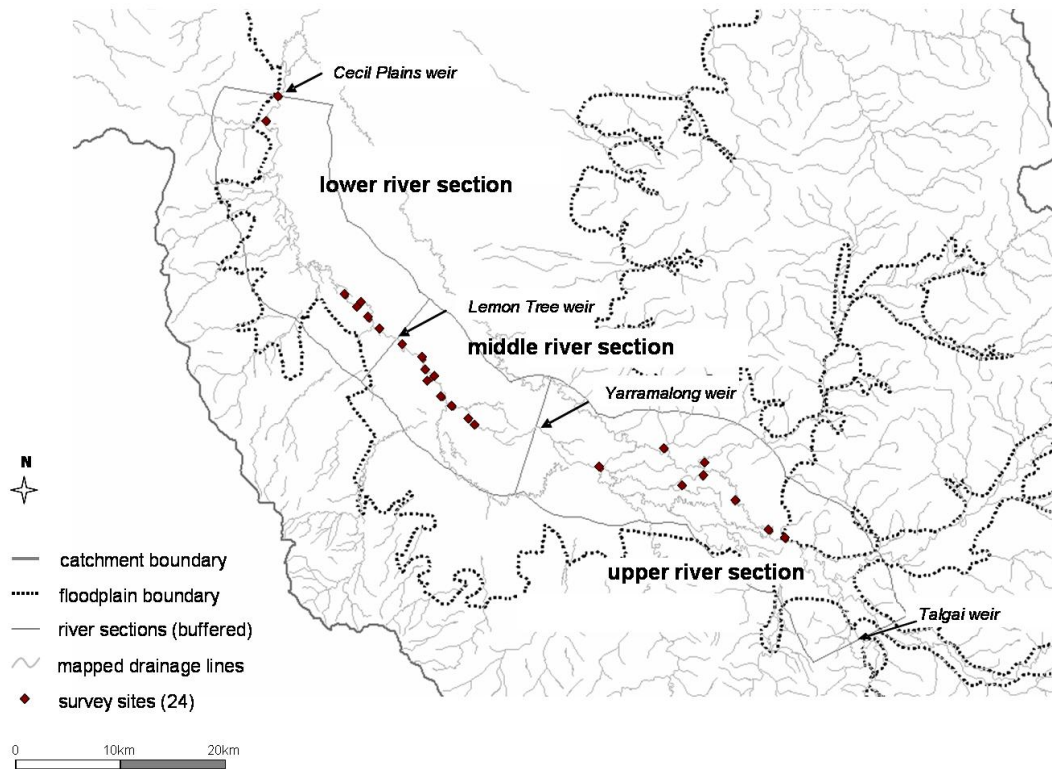 Cecil Plains weir
lower river section
Lemon Tree weir
middle river section
Yarramalong weir
upper river section
Talgai weir
N
catchment boundary
floodplain boundary
river sections (buffered)
mapped drainage lines
survey sites (24)
0 10km 20km